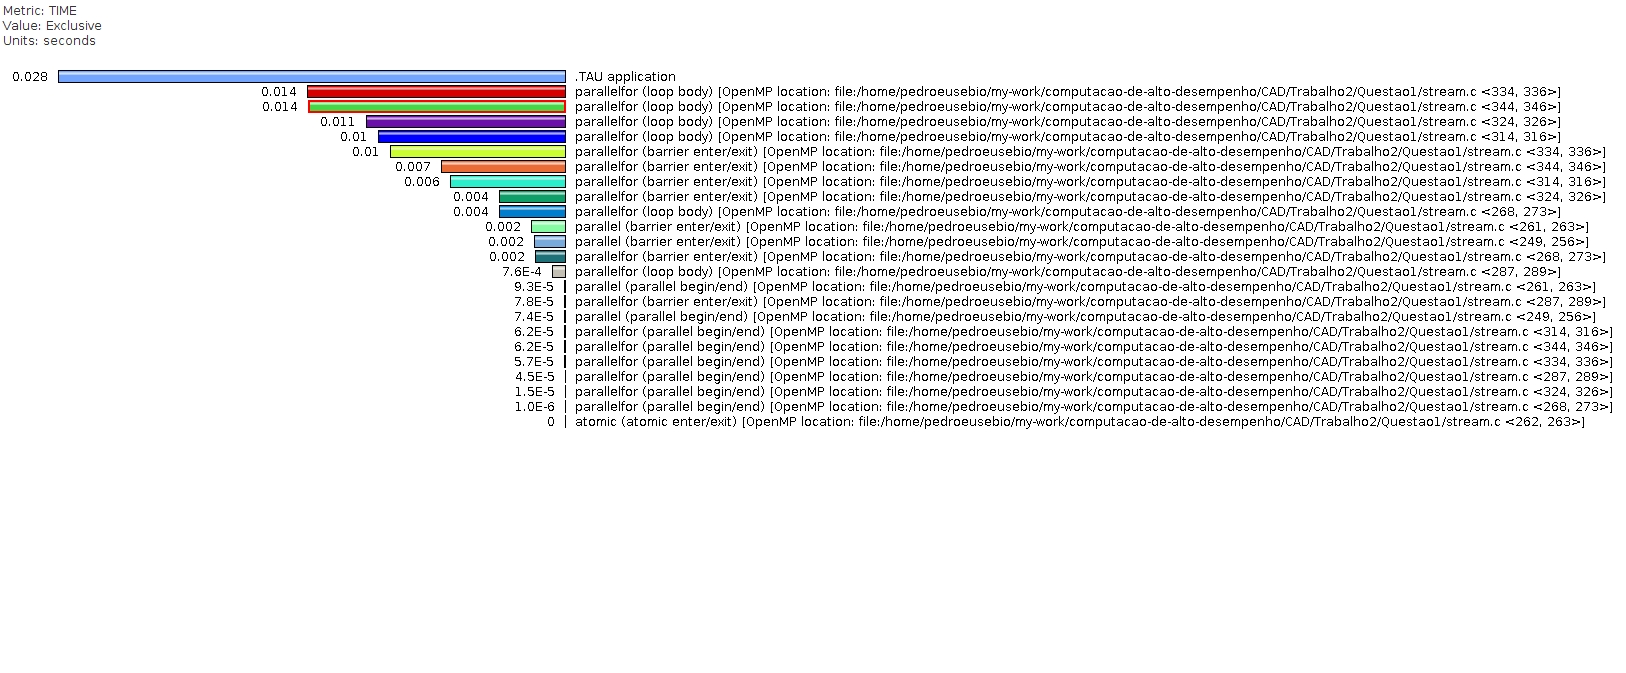 Metric: TIME
Value: Exclusive
Units: seconds
0.028 .TAU application
0.014 parallelfor (loop body) [OpenMP location: file:/home/pedroeusebio/my-work/computacao-de-alto-desempenho/CAD/Trabalho2/Questao1/stream.c <334, 336>]
0.014 parallelfor (loop body) [OpenMP location: file:/home/pedroeusebio/my-work/computacao-de-alto-desempenho/CAD/Trabalho2/Questao1/stream.c <344, 346>]
0.011 parallelfor (loop body) [OpenMP location: file:/home/pedroeusebio/my-work/computacao-de-alto-desempenho/CAD/Trabalho2/Questao1/stream.c <324, 326>]
0.01 parallelfor (loop body) [OpenMP location: file:/home/pedroeusebio/my-work/computacao-de-alto-desempenho/CAD/Trabalho2/Questao1/stream.c <314, 316>]
0.01 parallelfor (barrier enter/exit) [OpenMP location: file:/home/pedroeusebio/my-work/computacao-de-alto-desempenho/CAD/Trabalho2/Questao1/stream.c <334, 336>]
0.007 parallelfor (barrier enter/exit) [OpenMP location: file:/home/pedroeusebio/my-work/computacao-de-alto-desempenho/CAD/Trabalho2/Questao1/stream.c <344, 346>]
0.006 parallelfor (barrier enter/exit) [OpenMP location: file:/home/pedroeusebio/my-work/computacao-de-alto-desempenho/CAD/Trabalho2/Questao1/stream.c <314, 316>]
0.004 parallelfor (barrier enter/exit) [OpenMP location: file:/home/pedroeusebio/my-work/computacao-de-alto-desempenho/CAD/Trabalho2/Questao1/stream.c <324, 326>]
0.004 parallelfor (loop body) [OpenMP location: file:/home/pedroeusebio/my-work/computacao-de-alto-desempenho/CAD/Trabalho2/Questao1/stream.c <268, 273>]
0.002 parallel (barrier enter/exit) [OpenMP location: file:/home/pedroeusebio/my-work/computacao-de-alto-desempenho/CAD/Trabalho2/Questao1/stream.c <261, 263>]
0.002 parallel (barrier enter/exit) [OpenMP location: file:/home/pedroeusebio/my-work/computacao-de-alto-desempenho/CAD/Trabalho2/Questao1/stream.c <249, 256>]
0.002 parallelfor (barrier enter/exit) [OpenMP location: file:/home/pedroeusebio/my-work/computacao-de-alto-desempenho/CAD/Trabalho2/Questao1/stream.c <268, 273>]
7.6E-4 parallelfor (loop body) [OpenMP location: file:/home/pedroeusebio/my-work/computacao-de-alto-desempenho/CAD/Trabalho2/Questao1/stream.c <287, 289>]
9.3E-5 parallel (parallel begin/end) [OpenMP location: file:/home/pedroeusebio/my-work/computacao-de-alto-desempenho/CAD/Trabalho2/Questao1/stream.c <261, 263>]
7.8E-5 parallelfor (barrier enter/exit) [OpenMP location: file:/home/pedroeusebio/my-work/computacao-de-alto-desempenho/CAD/Trabalho2/Questao1/stream.c <287, 289>]
7.4E-5 parallel (parallel begin/end) [OpenMP location: file:/home/pedroeusebio/my-work/computacao-de-alto-desempenho/CAD/Trabalho2/Questao1/stream.c <249, 256>]
6.2E-5 parallelfor (parallel begin/end) [OpenMP location: file:/home/pedroeusebio/my-work/computacao-de-alto-desempenho/CAD/Trabalho2/Questao1/stream.c <314, 316>]
6.2E-5 parallelfor (parallel begin/end) [OpenMP location: file:/home/pedroeusebio/my-work/computacao-de-alto-desempenho/CAD/Trabalho2/Questao1/stream.c <344, 346>]
5.7E-5 parallelfor (parallel begin/end) [OpenMP location: file:/home/pedroeusebio/my-work/computacao-de-alto-desempenho/CAD/Trabalho2/Questao1/stream.c <334, 336>]
4.5E-5 parallelfor (parallel begin/end) [OpenMP location: file:/home/pedroeusebio/my-work/computacao-de-alto-desempenho/CAD/Trabalho2/Questao1/stream.c <287, 289>]
1.5E-5 parallelfor (parallel begin/end) [OpenMP location: file:/home/pedroeusebio/my-work/computacao-de-alto-desempenho/CAD/Trabalho2/Questao1/stream.c <324, 326>]
1.0E-6 parallelfor (parallel begin/end) [OpenMP location: file:/home/pedroeusebio/my-work/computacao-de-alto-desempenho/CAD/Trabalho2/Questao1/stream.c <268, 273>]
0 atomic (atomic enter/exit) [OpenMP location: file:/home/pedroeusebio/my-work/computacao-de-alto-desempenho/CAD/Trabalho2/Questao1/stream.c <262, 263>]